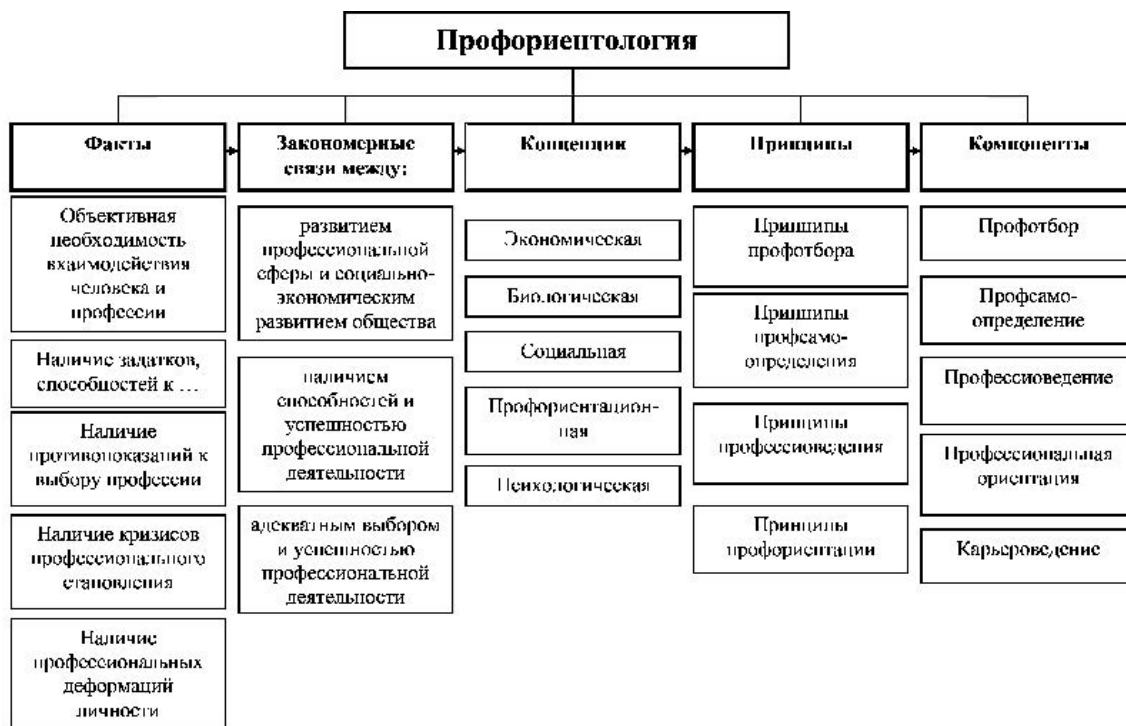 Профориентология
Факты
Объективная
необходимость
взаимодействия
человека и
профессии
Наличие задатков,
способностей к …
Наличие
противопоказаний к
выбору профессии
Наличие кризисов
профессионального
становления
Наличие
профессиональных
деформаций
личности
Закономерные
связи между:
развитием
профессиональной
сферы и социально-
экономическим
развитием общества
наличием
способностей и
успешностью
профессиональной
деятельности
адекватным выбором
и успешностью
профессиональной
деятельности
Концепции
Экономическая
Биологическая
Социальная
Профориентацион-
ная
Психологическая
Принципы
Принципы
профотбора
Принципы
профсамо-
определения
Принципы
професси­оведения
Принципы
профориентации
Компоненты
Профотбор
Профсамо-
определение
Профессиоведение
Профессиональная
ориентация
Карьероведение